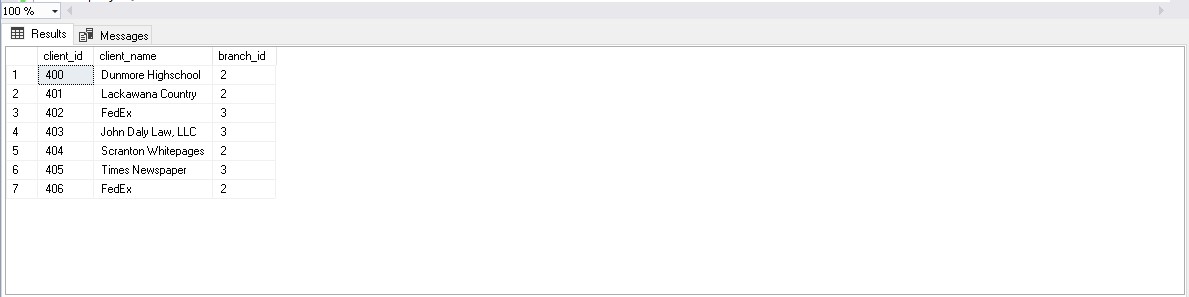 100 %
Results Messages
client_id client_name branch_id
1 400 Dunmore Highschool 2
2 401 Lackawana Country 2
3 402 FedEx 3
4 403 John Daly Law, LLC 3
5 404 Scranton Whitepages 2
6 405 Times Newspaper 3
7 406 FedEx 2